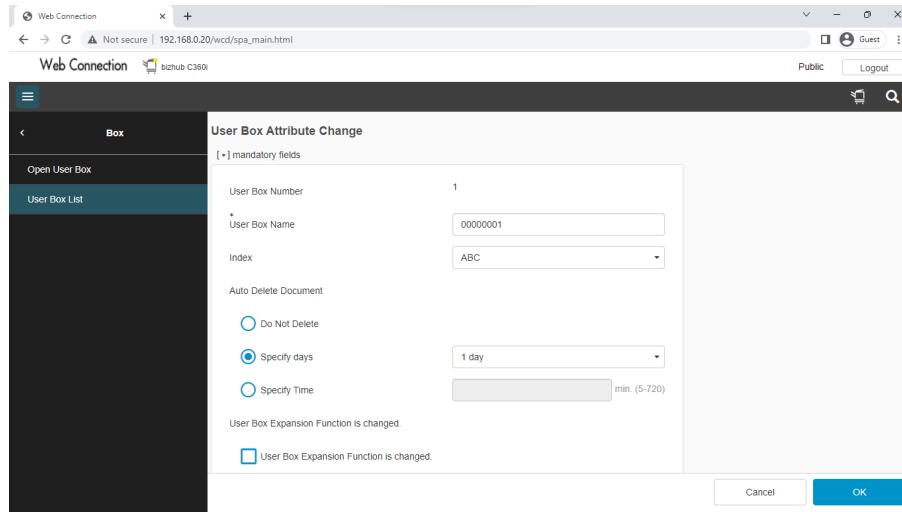 Web Connection
Not secure | 192.168.0.20/wcd/spa_main.html
Guest
Web Connection bizhub C360i
Public Logout
Box
Open User Box
User Box List
User Box Attribute Change
[*] mandatory fields
User Box Number 1
*
User Box Name 00000001
Index ABC
Auto Delete Document
Do Not Delete
Specify days 1 day
Specify Time min. (5-720)
User Box Expansion Function is changed.
User Box Expansion Function is changed.
Cancel OK